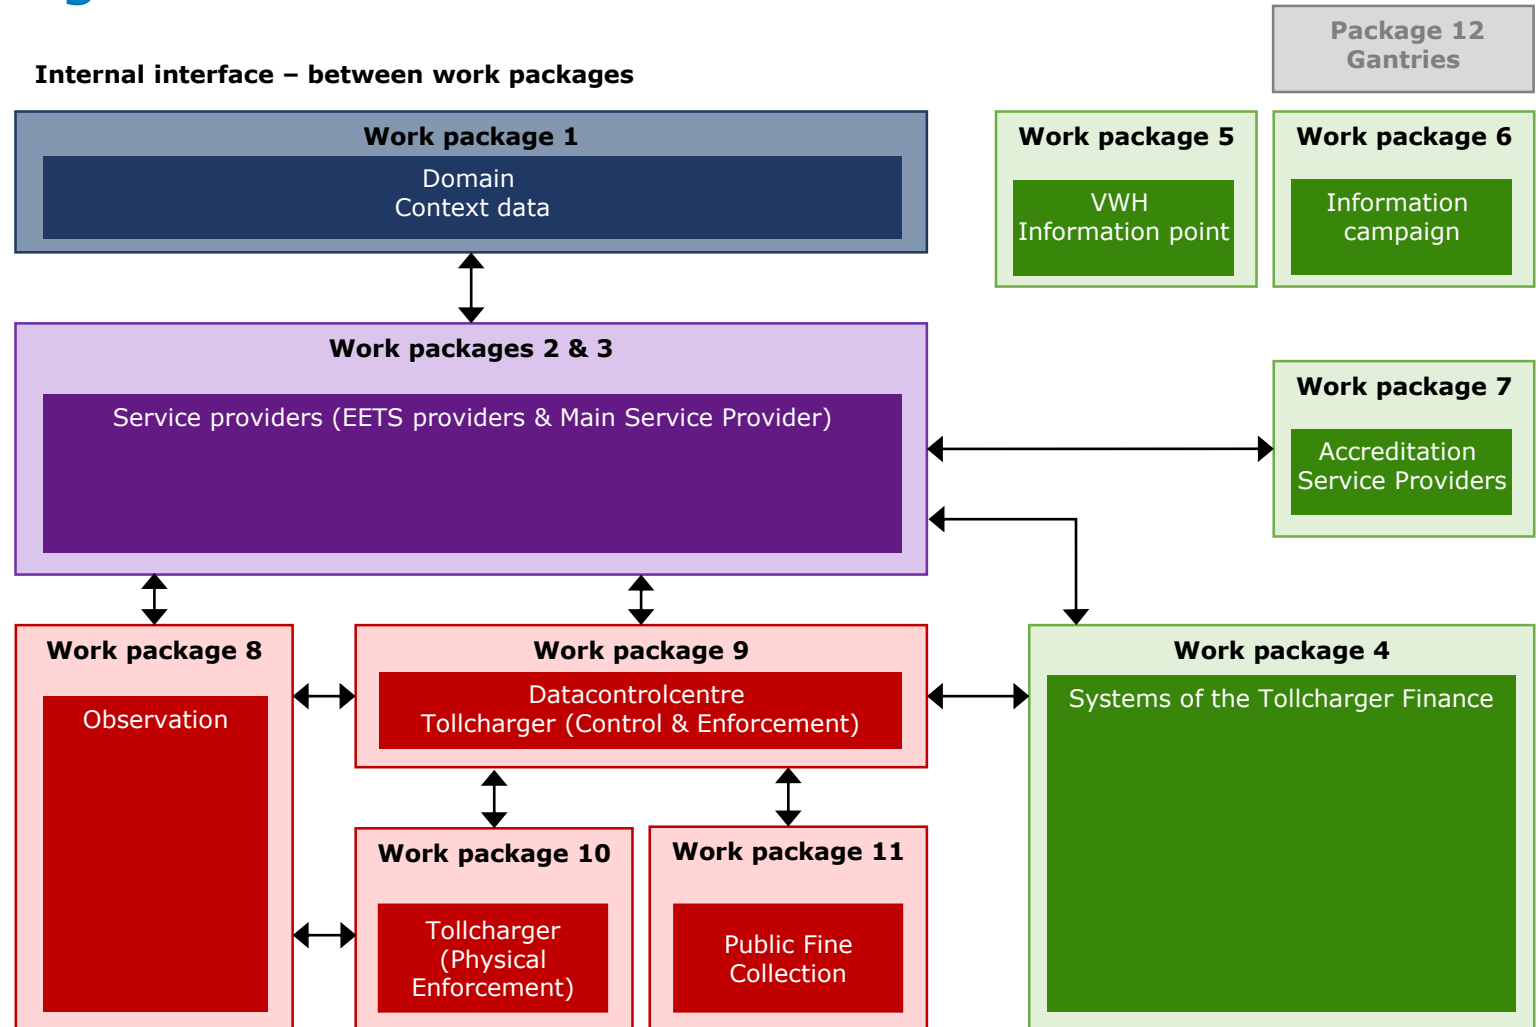 Package 12
Gantries
Internal interface – between work packages
Work package 1
Domain
Context data
Work package 5
VWH
Information point
Work package 6
Information
campaign
Work packages 2 & 3
Service providers (EETS providers & Main Service Provider)
Work package 7
Accreditation
Service Providers
Work package 8
Observation
Work package 9
Datacontrolcentre
Tollcharger (Control & Enforcement)
Work package 4
Systems of the Tollcharger Finance
Work package 10
Tollcharger
(Physical
Enforcement)
Work package 11
Public Fine
Collection